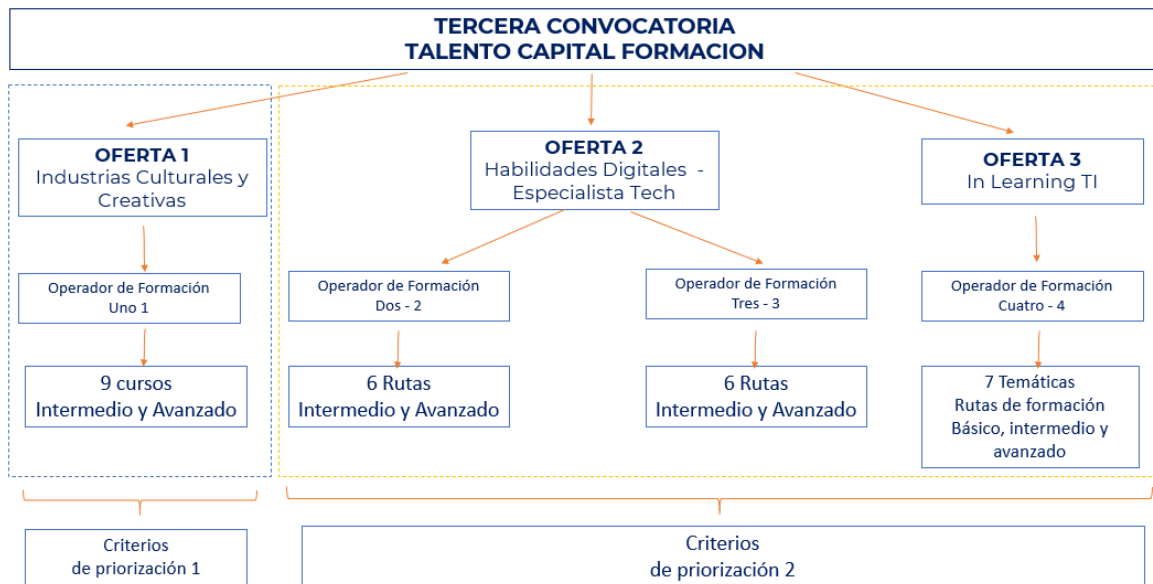 TERCERA CONVOCATORIA
TALENTO CAPITAL FORMACION
OFERTA 1
Industrias Culturales y
Creativas
OFERTA 2
Habilidades Digitales -
Especialista Tech
OFERTA 3
In Learning TI
Operador de Formación
Uno 1
Operador de Formación
Dos - 2
Operador de Formación
Tres - 3
Operador de Formación
Cuatro - 4
9 cursos
Intermedio y Avanzado
6 Rutas
Intermedio y Avanzado
6 Rutas
Intermedio y Avanzado
7 Temáticas
Rutas de formación
Básico, intermedio y
avanzado
Criterios
de priorización 1
Criterios
de priorización 2